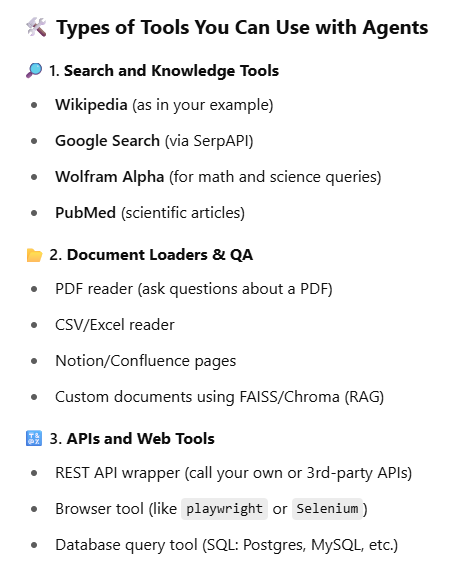 🛠️ Types of Tools You Can Use with Agents
🔎 1. Search and Knowledge Tools
• Wikipedia (as in your example)
• Google Search (via SerpAPI)
• Wolfram Alpha (for math and science queries)
• PubMed (scientific articles)
📂 2. Document Loaders & QA
• PDF reader (ask questions about a PDF)
• CSV/Excel reader
• Notion/Confluence pages
• Custom documents using FAISS/Chroma (RAG)
🔣 3. APIs and Web Tools
• REST API wrapper (call your own or 3rd-party APIs)
• Browser tool (like playwright or Selenium)
• Database query tool (SQL: Postgres, MySQL, etc.)